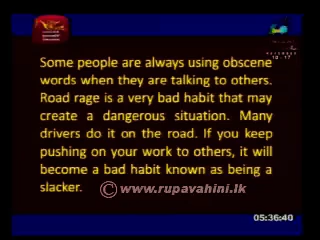 Some people are always using obscene
words when they are talking to others.
Road rage is a very bad habit that may
create a dangerous situation. Many
drivers do it on the road. If you keep
pushing on your work to others, it will
become a bad habit known as being a
slacker.
© www.rupavahini.lk
05:36:40